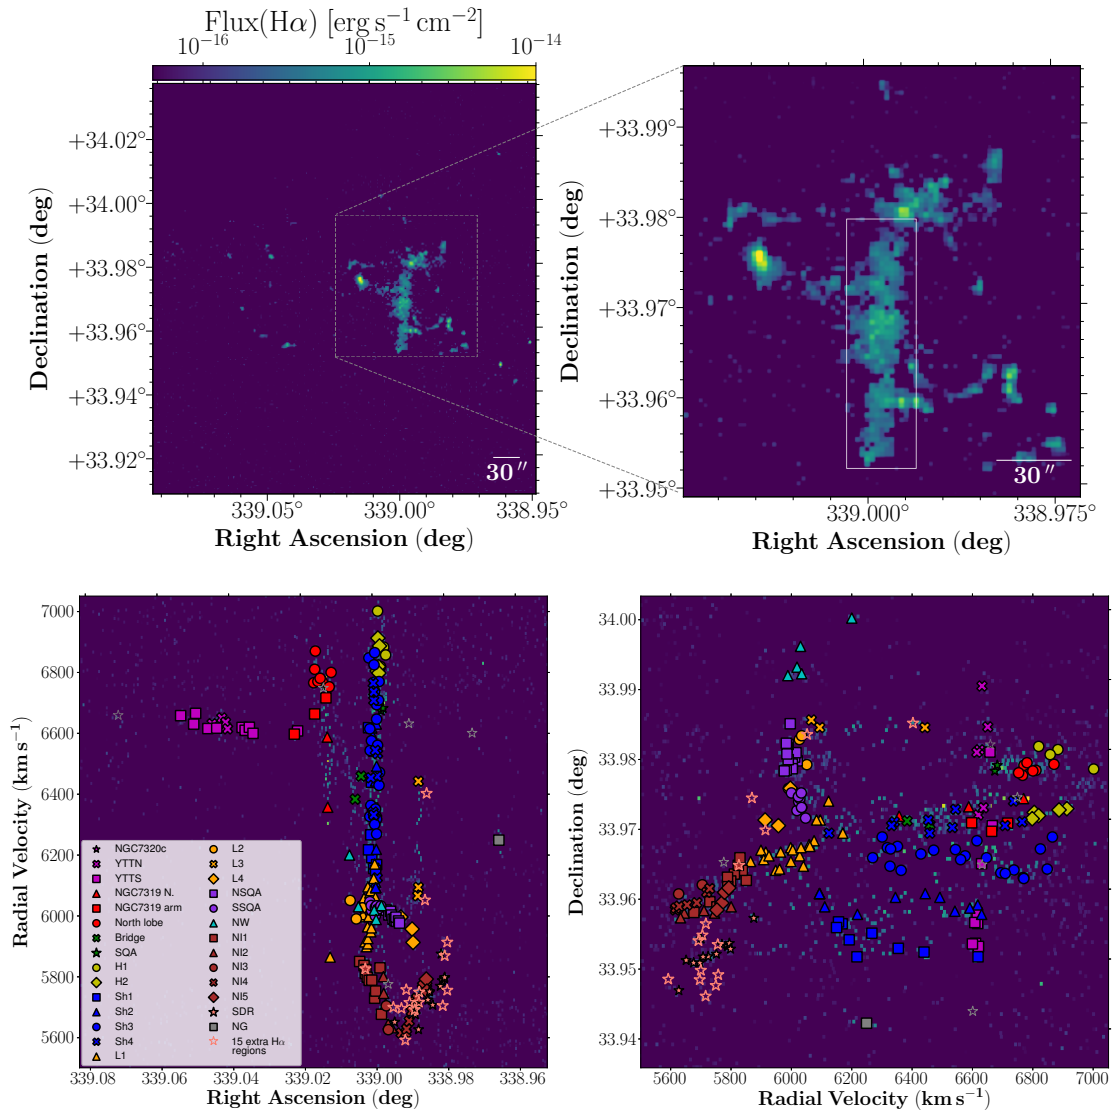 Flux(Hα) [erg s⁻¹ cm⁻²]
10⁻¹⁶ 10⁻¹⁵ 10⁻¹⁴
+34.02°
+34.00°
+33.98°
+33.96°
+33.94°
+33.92°
Declination (deg)
30″
339.05° 339.00° 338.95°
Right Ascension (deg)
+33.99°
+33.98°
+33.97°
+33.96°
+33.95°
Declination (deg)
30″
339.000° 338.975°
Right Ascension (deg)
7000
6800
6600
6400
6200
6000
5800
5600
Radial Velocity (km s⁻¹)
NGC7320c
YTTN
YTTS
NGC7319 N.
NGC7319 arm
North lobe
Bridge
SQA
H1
H2
Sh1
Sh2
Sh3
Sh4
L1
L2
L3
L4
NSQA
SSQA
NW
NI1
NI2
NI3
NI4
NI5
SDR
NG
15 extra Hα
regions
339.08 339.06 339.04 339.02 339.00 338.98 338.96
Right Ascension (deg)
34.00
33.99
33.98
33.97
33.96
33.95
33.94
Declination (deg)
5600 5800 6000 6200 6400 6600 6800 7000
Radial Velocity (km s⁻¹)